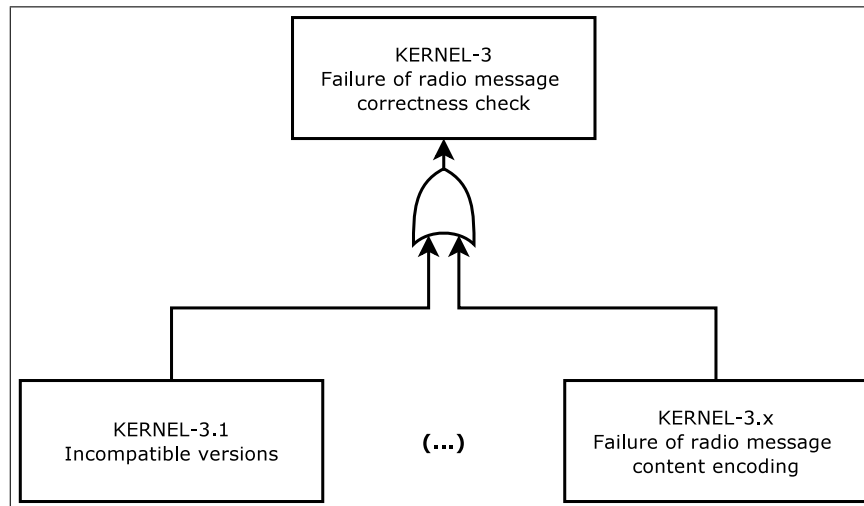 KERNEL-3
Failure of radio message
correctness check
KERNEL-3.1
Incompatible versions
(...)
KERNEL-3.x
Failure of radio message
content encoding